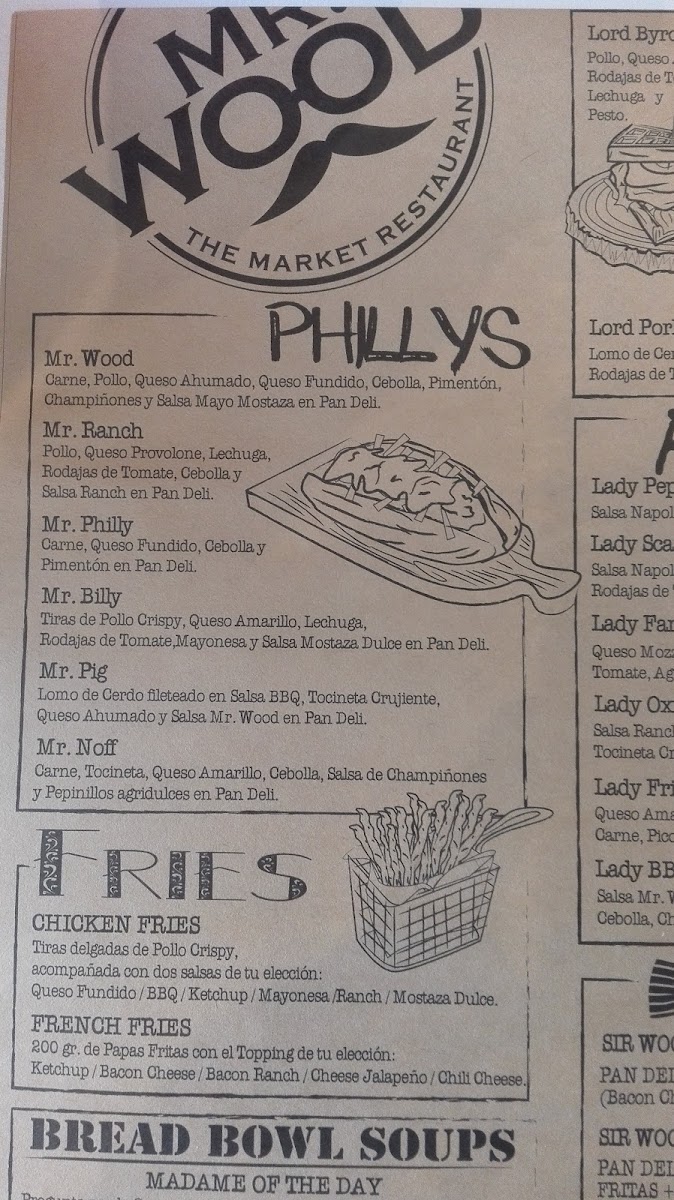 MR.
WOOD
THE MARKET RESTAURANT
PHILLYS
Mr. Wood
Carne, Pollo, Queso Ahumado, Queso Fundido, Cebolla, Pimentón,
Champiñones y Salsa Mayo Mostaza en Pan Deli.
Mr. Ranch
Pollo, Queso Provolone, Lechuga,
Rodajas de Tomate, Cebolla y
Salsa Ranch en Pan Deli.
Mr. Philly
Carne, Queso Fundido, Cebolla y
Pimentón en Pan Deli.
Mr. Billy
Tiras de Pollo Crispy, Queso Amarillo, Lechuga,
Rodajas de Tomate,Mayonesa y Salsa Mostaza Dulce en Pan Deli.
Mr. Pig
Lomo de Cerdo fileteado en Salsa BBQ, Tocineta Crujiente,
Queso Ahumado y Salsa Mr. Wood en Pan Deli.
Mr. Noff
Carne, Tocineta, Queso Amarillo, Cebolla, Salsa de Champiñones
y Pepinillos agridulces en Pan Deli.
FRIES
CHICKEN FRIES
Tiras delgadas de Pollo Crispy,
acompañada con dos salsas de tu elección:
Queso Fundido / BBQ / Ketchup / Mayonesa /Ranch / Mostaza Dulce.
FRENCH FRIES
200 gr. de Papas Fritas con el Topping de tu elección:
Ketchup / Bacon Cheese / Bacon Ranch / Cheese Jalapeño / Chili Cheese.
BREAD BOWL SOUPS
MADAME OF THE DAY
Lord Byro
Pollo, Queso
Rodajas de T
Lechuga y
Pesto.
Lord Por
Lomo de Ce
Rodajas de T
Lady Pep
Salsa Napol
Lady Sca
Salsa Napol
Rodajas de
Lady Far
Queso Moz
Tomate, Ag
Lady Ox
Salsa Ranc
Tocineta Cr
Lady Fri
Queso Ama
Carne, Pico
Lady BB
Salsa Mr. W
Cebolla, Ch
SIR WOO
PAN DEL
(Bacon Ch
SIR WOO
PAN DEL
FRITAS +